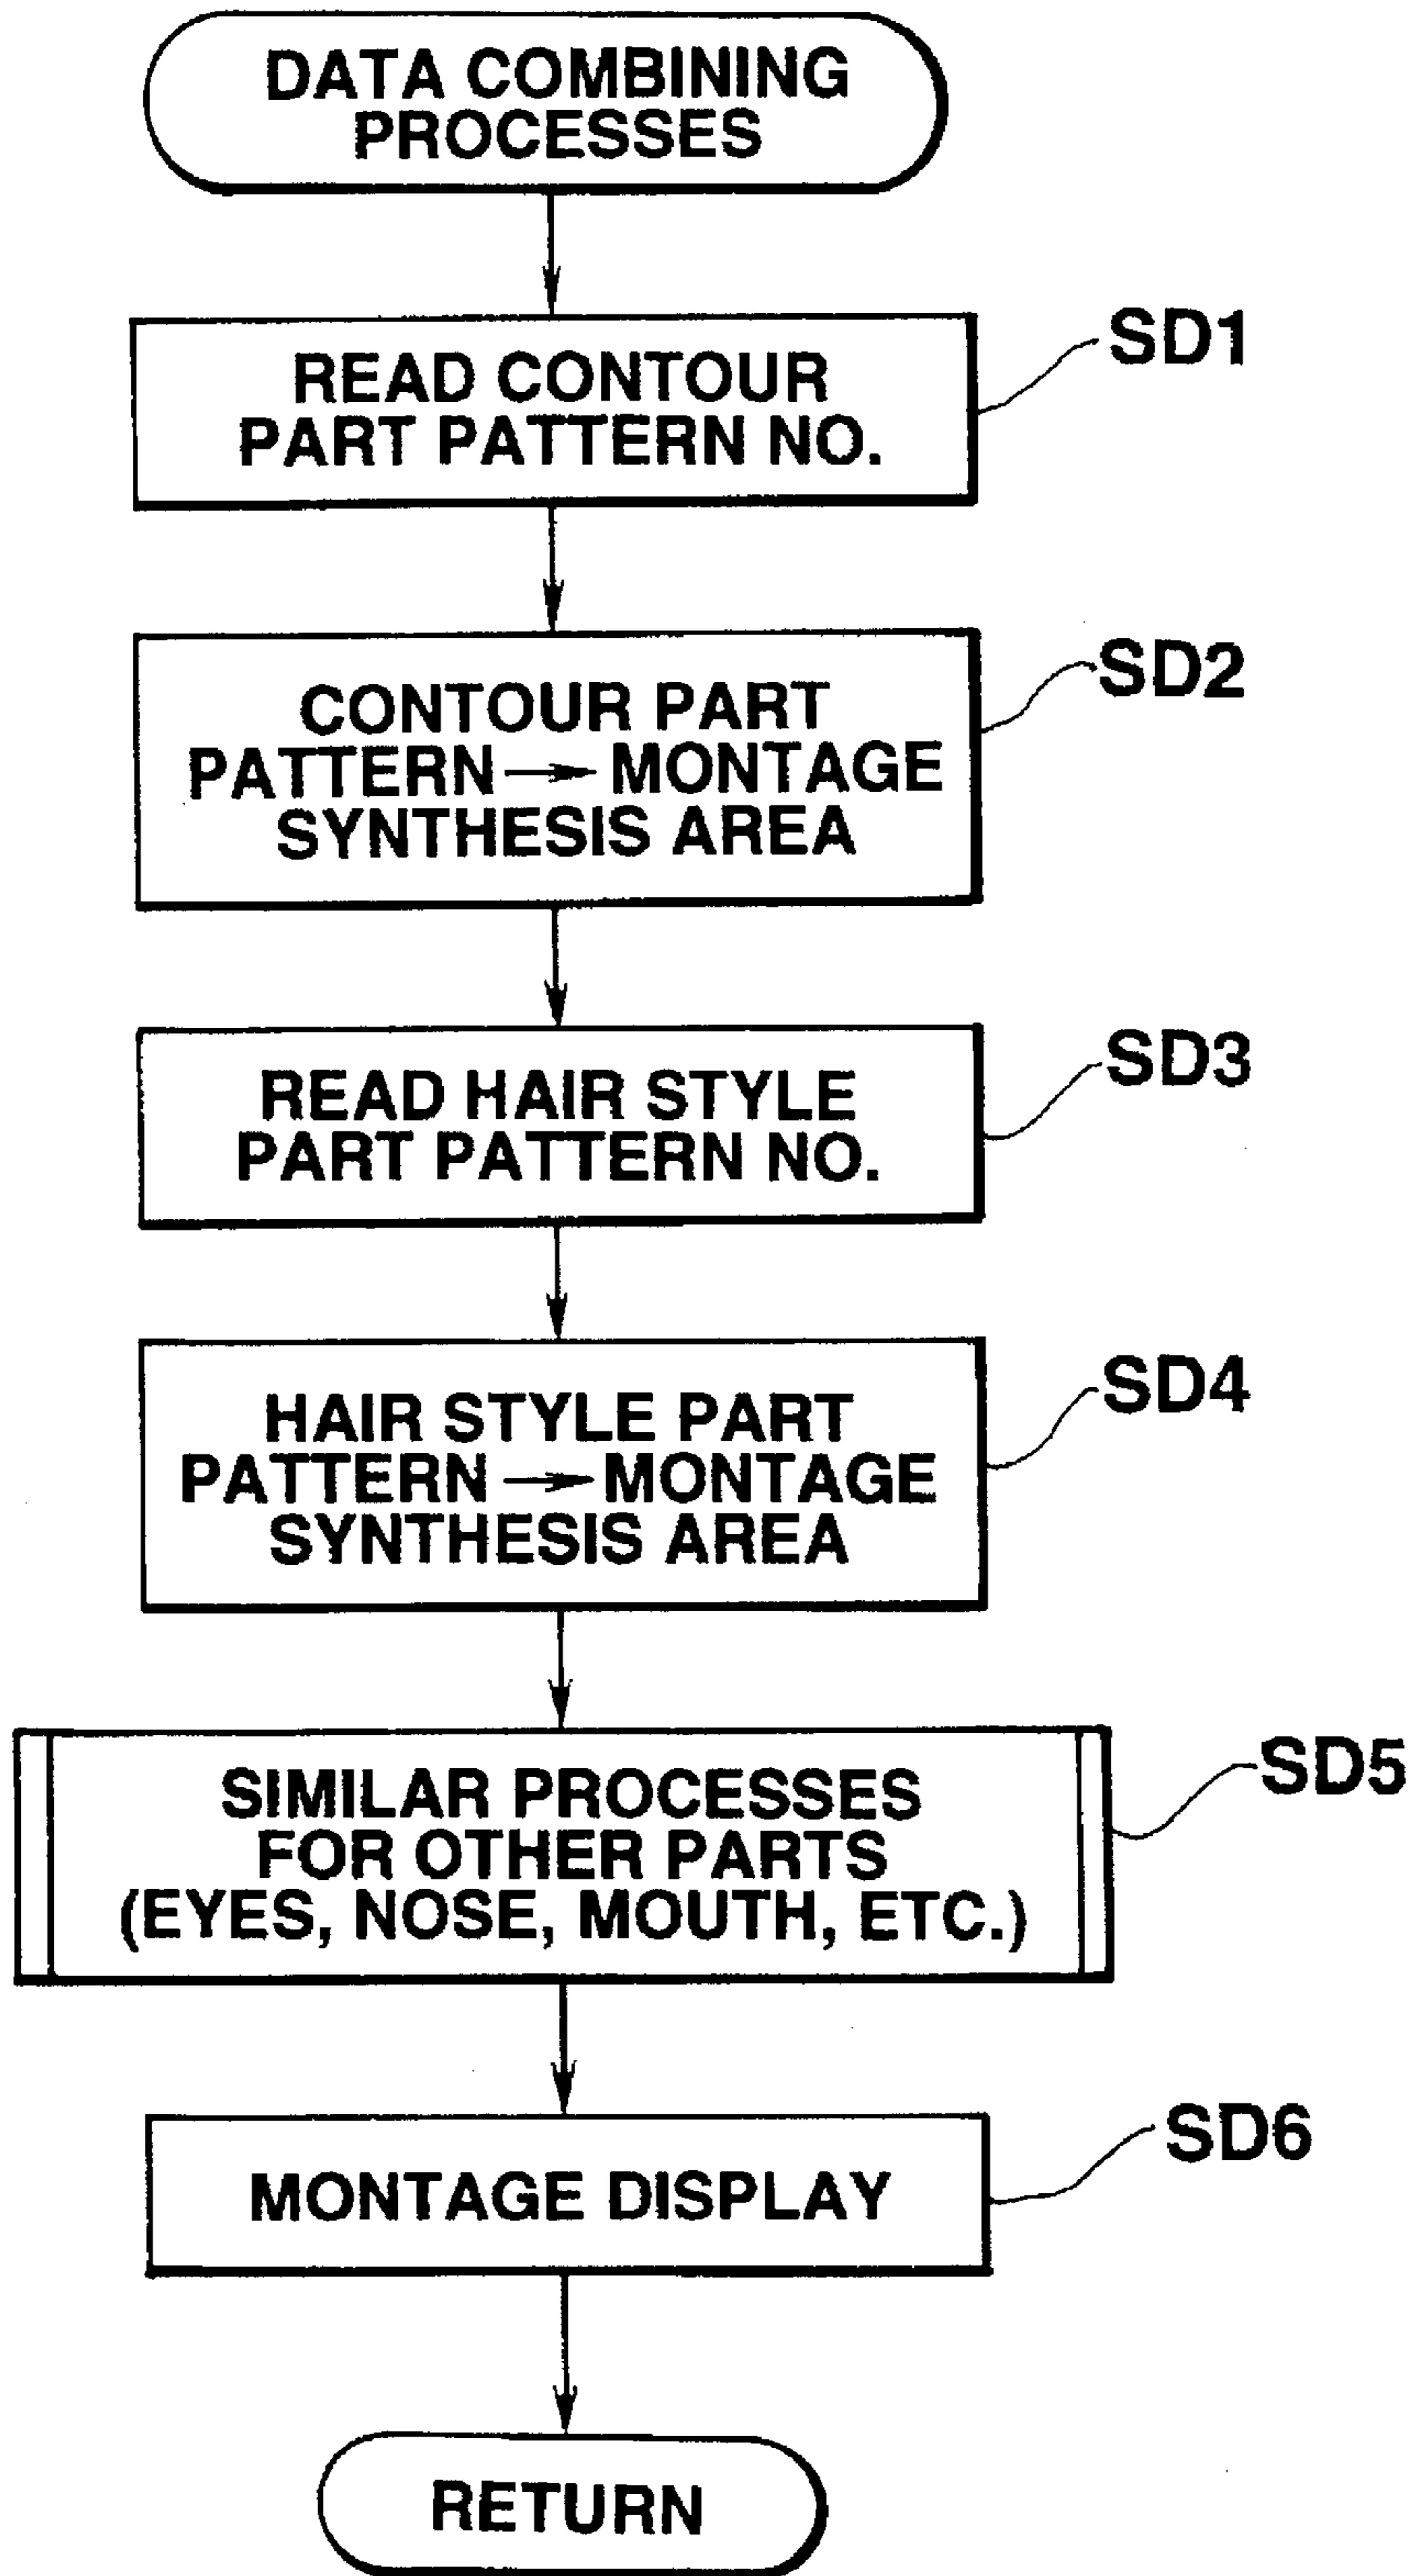 DATA COMBINING
PROCESSES
READ CONTOUR
PART PATTERN NO.
SD1
CONTOUR PART
PATTERN → MONTAGE
SYNTHESIS AREA
SD2
READ HAIR STYLE
PART PATTERN NO.
SD3
HAIR STYLE PART
PATTERN → MONTAGE
SYNTHESIS AREA
SD4
SIMILAR PROCESSES
FOR OTHER PARTS
(EYES, NOSE, MOUTH, ETC.)
SD5
MONTAGE DISPLAY
SD6
RETURN